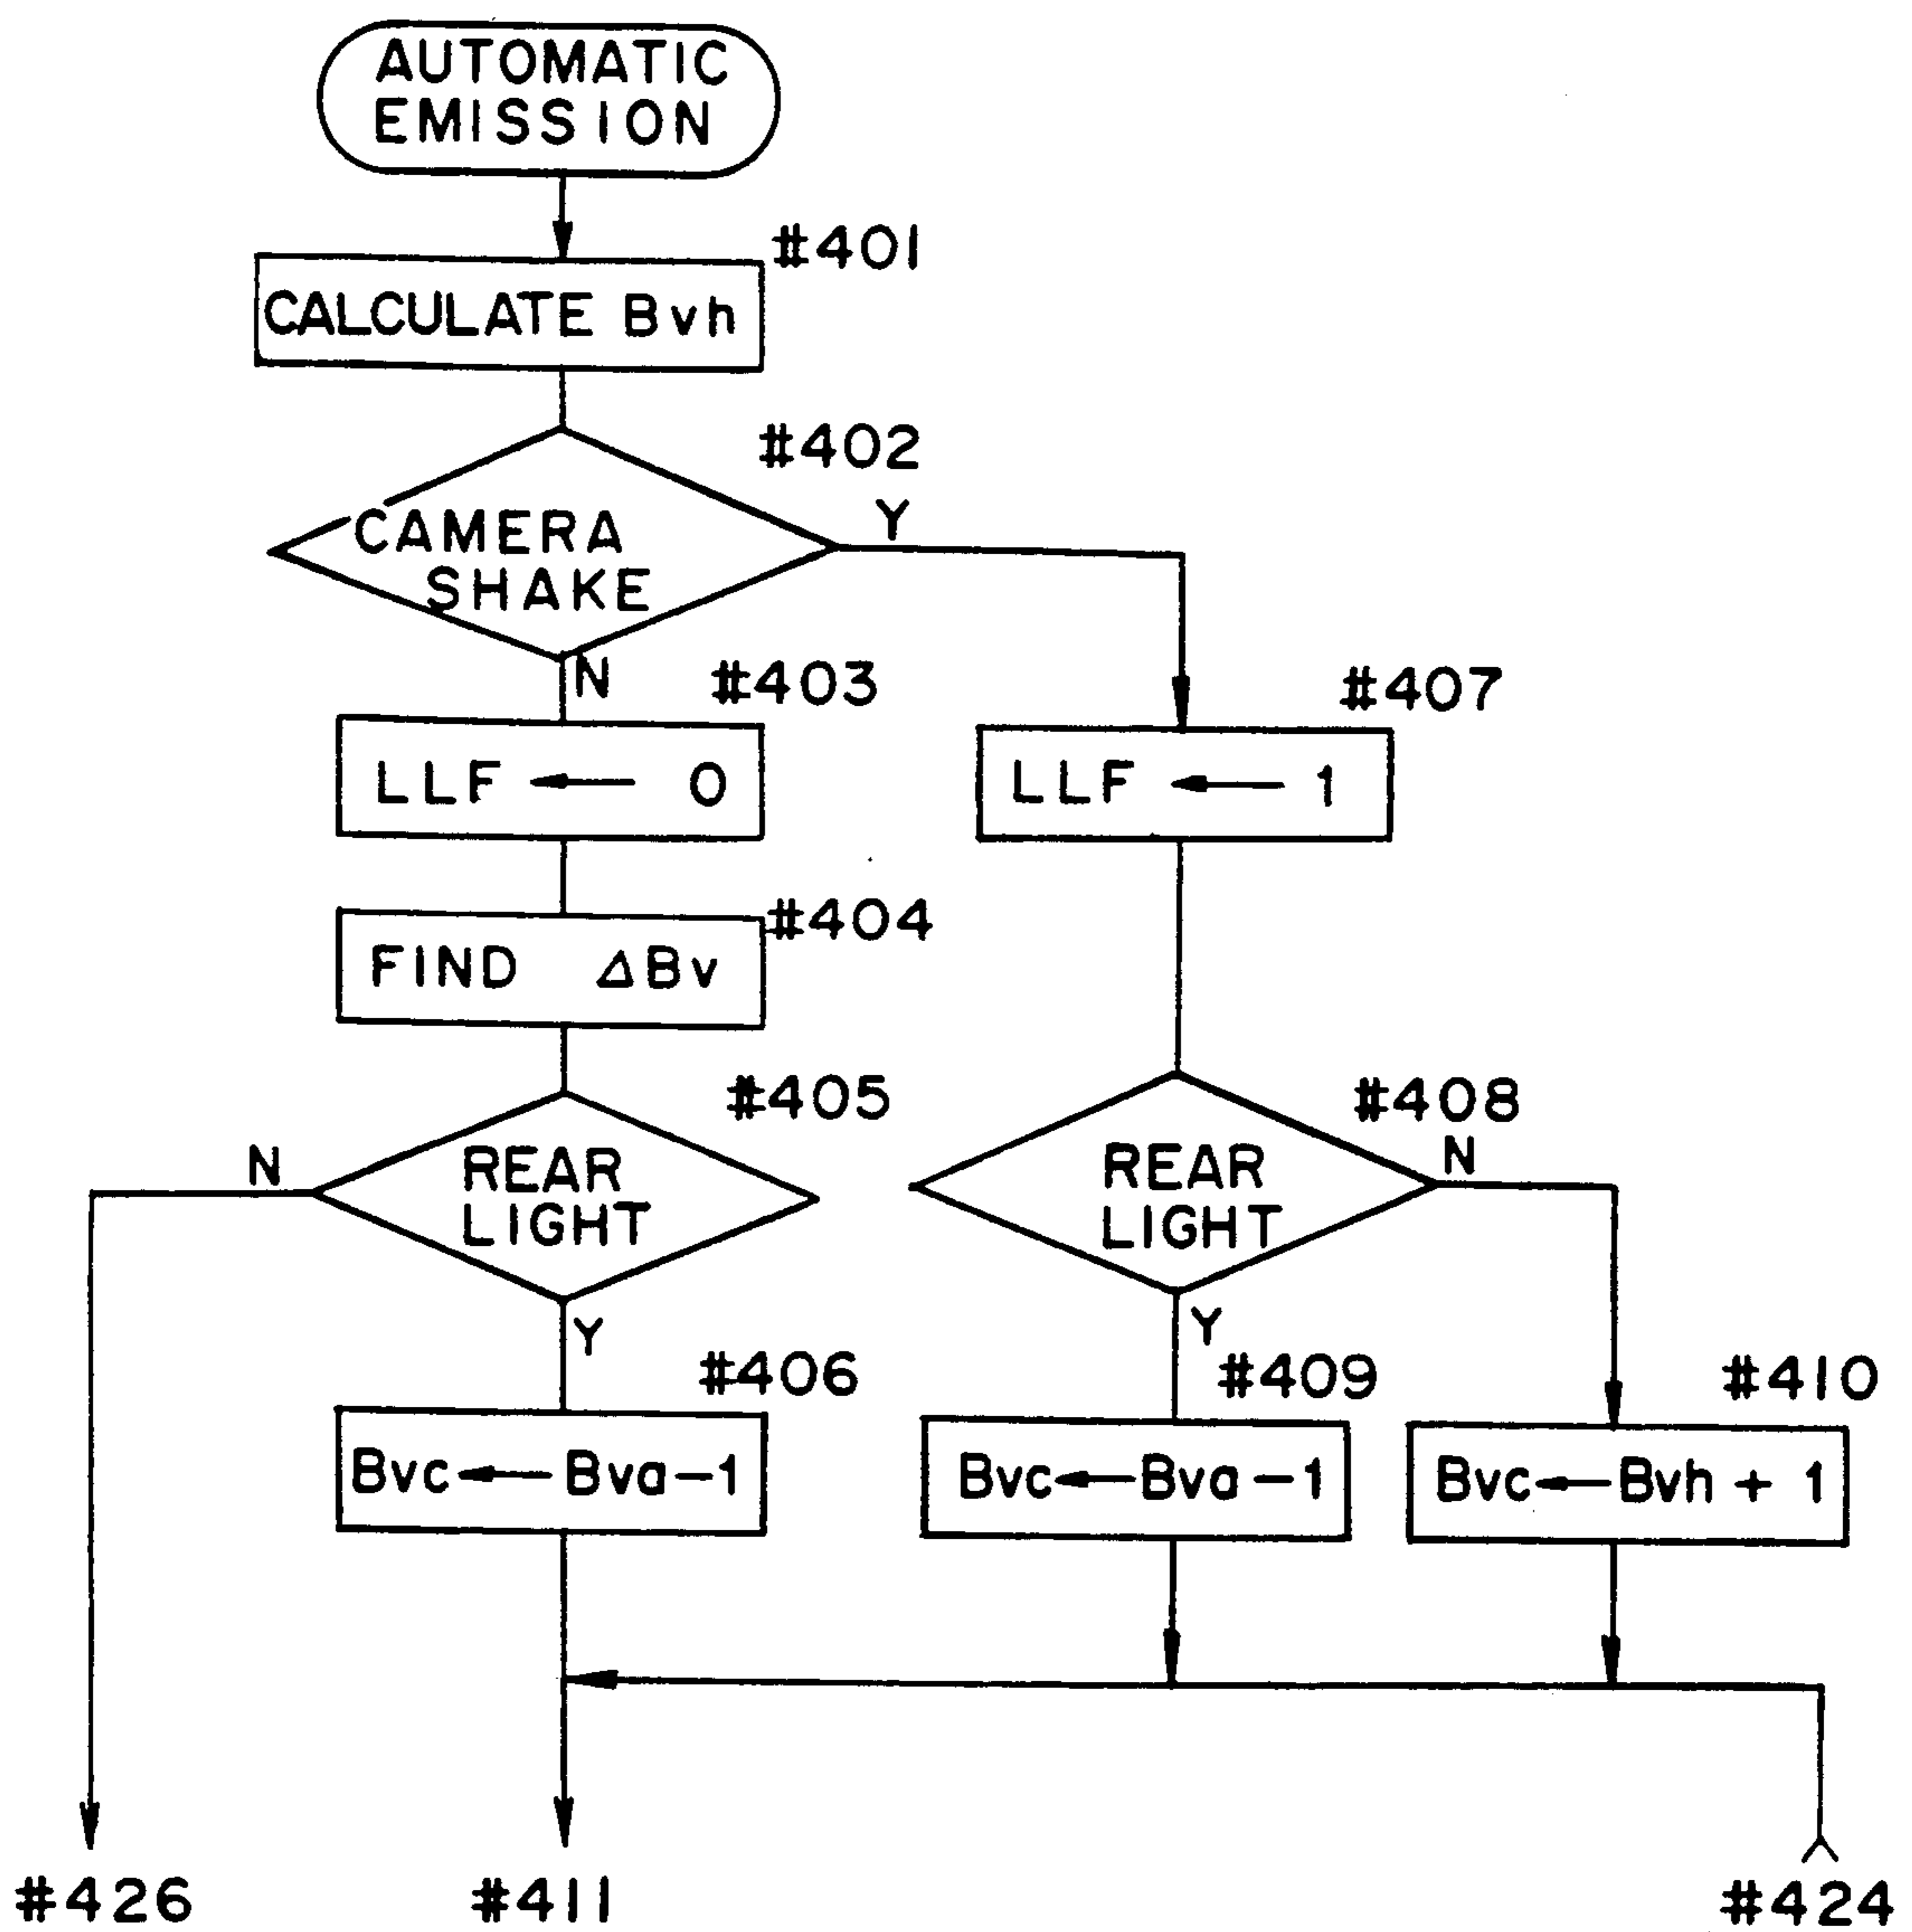 AUTOMATIC
EMISSION
#401
CALCULATE Bvh
#402
CAMERA
SHAKE
Y
N
#403
LLF ← 0
#407
LLF ← 1
#404
FIND ΔBv
#405
REAR
LIGHT
N
Y
#408
REAR
LIGHT
N
Y
#406
Bvc ← Bva - 1
#409
Bvc ← Bva - 1
#410
Bvc ← Bvh + 1
#426
#411
#424